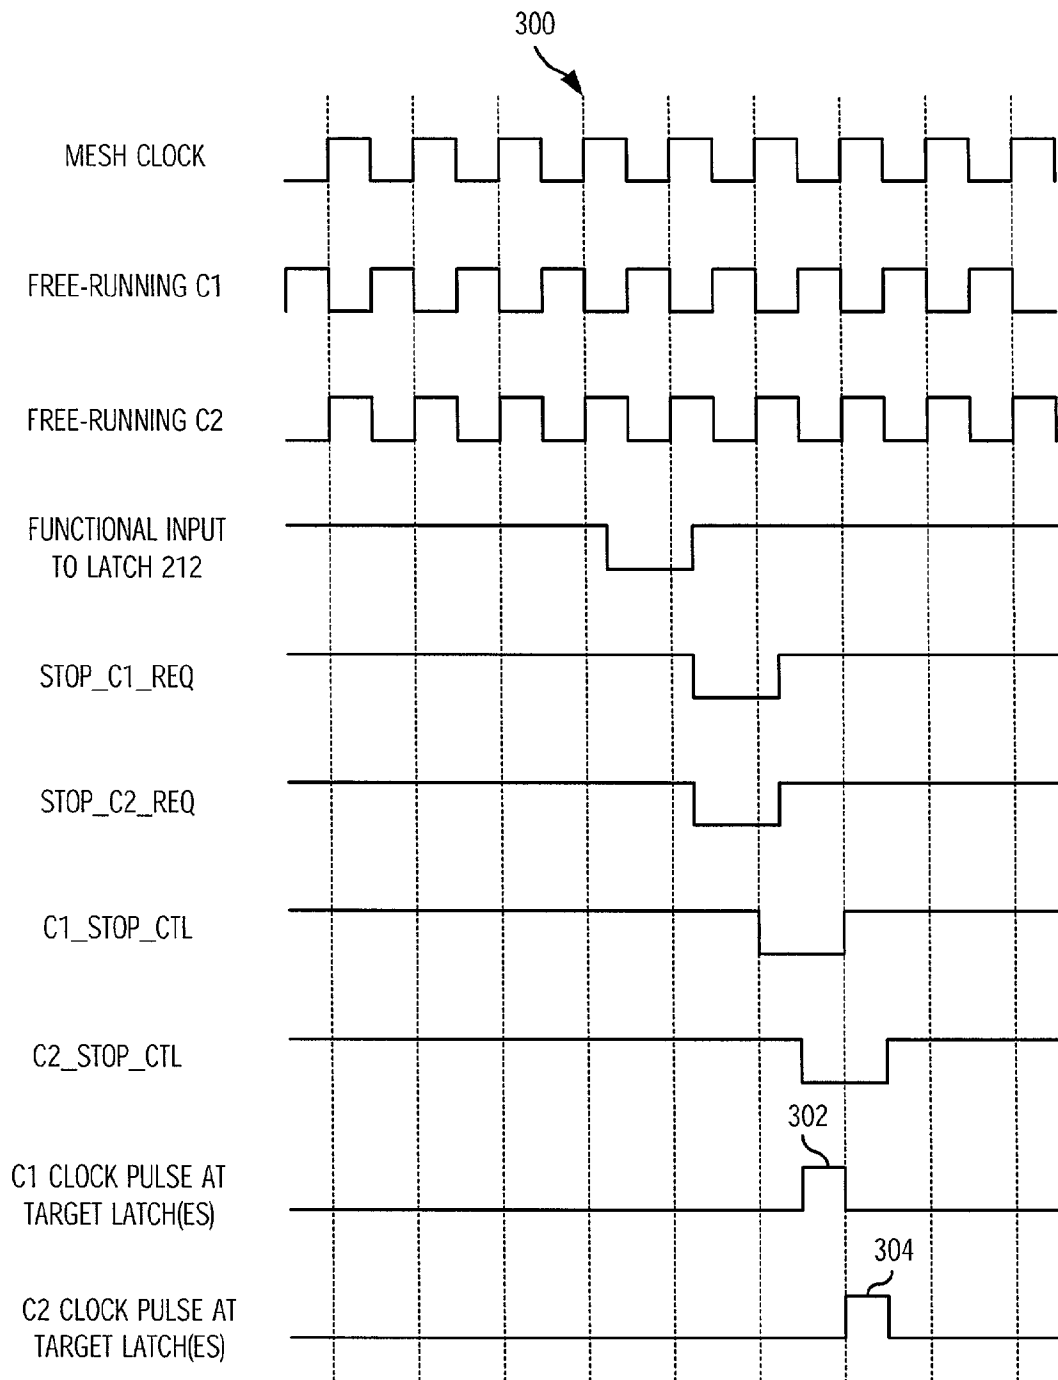 300
MESH CLOCK
FREE-RUNNING C1
FREE-RUNNING C2
FUNCTIONAL INPUT
TO LATCH 212
STOP_C1_REQ
STOP_C2_REQ
C1_STOP_CTL
C2_STOP_CTL
302
C1 CLOCK PULSE AT
TARGET LATCH(ES)
304
C2 CLOCK PULSE AT
TARGET LATCH(ES)